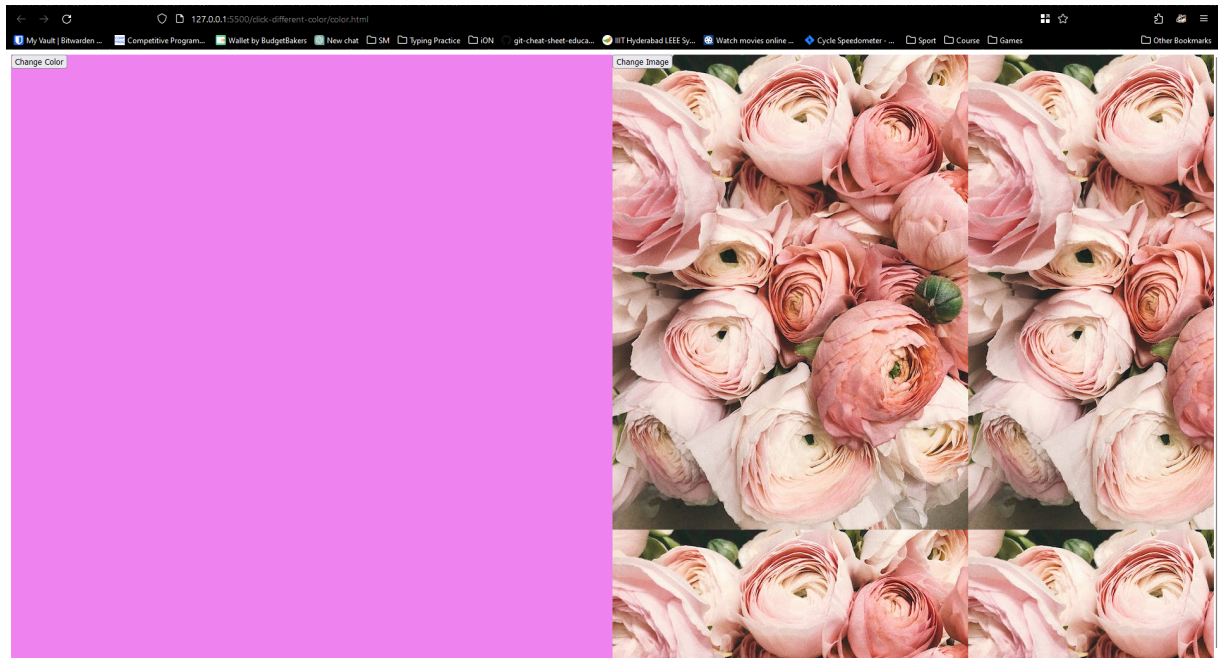 127.0.0.1:5500/click-different-color/color.html
My Vault | Bitwarden ... Competitive Program... Wallet by BudgetBakers New chat SM Typing Practice iON git-cheat-sheet-educa... IIIT Hyderabad LEEE Sy... Watch movies online ... Cycle Speedometer - ... Sport Course Games Other Bookmarks
Change Color Change Image